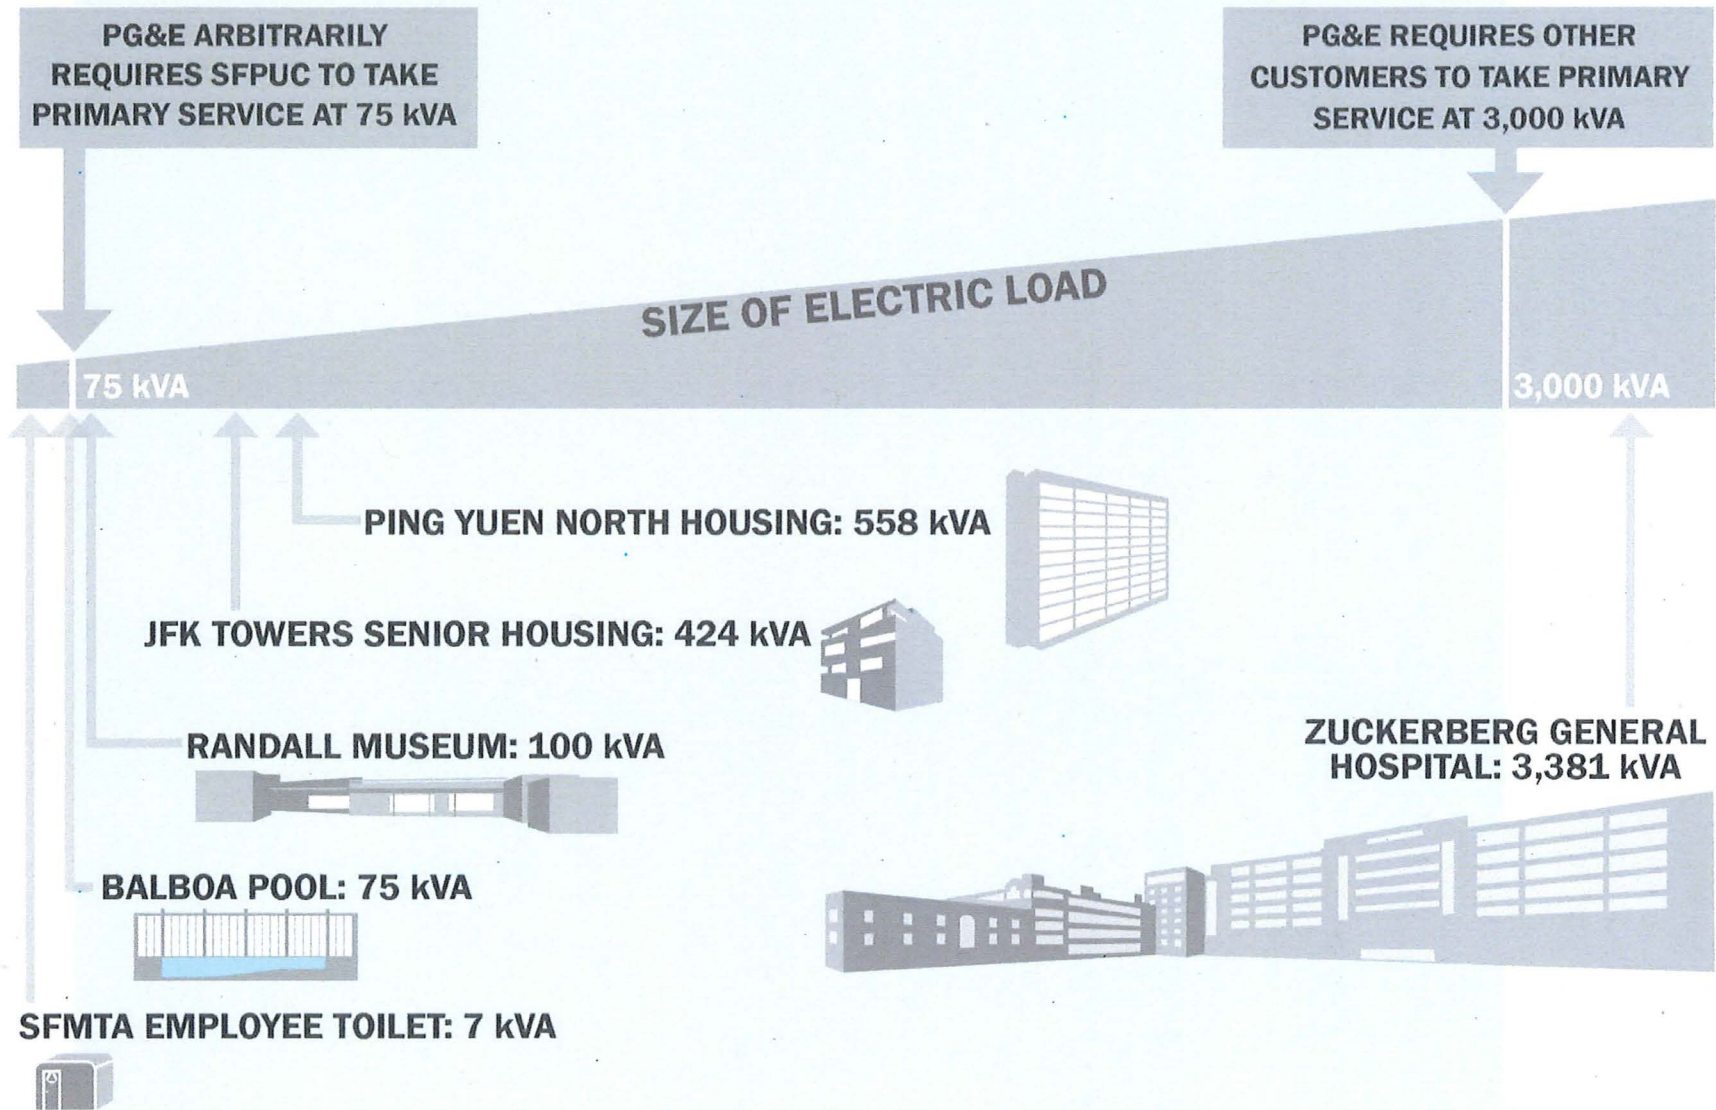 PG&E ARBITRARILY
REQUIRES SFPUC TO TAKE
PRIMARY SERVICE AT 75 kVA
PG&E REQUIRES OTHER
CUSTOMERS TO TAKE PRIMARY
SERVICE AT 3,000 kVA
SIZE OF ELECTRIC LOAD
75 kVA
3,000 kVA
PING YUEN NORTH HOUSING: 558 kVA
JFK TOWERS SENIOR HOUSING: 424 kVA
RANDALL MUSEUM: 100 kVA
ZUCKERBERG GENERAL
HOSPITAL: 3,381 kVA
BALBOA POOL: 75 kVA
SFMTA EMPLOYEE TOILET: 7 kVA